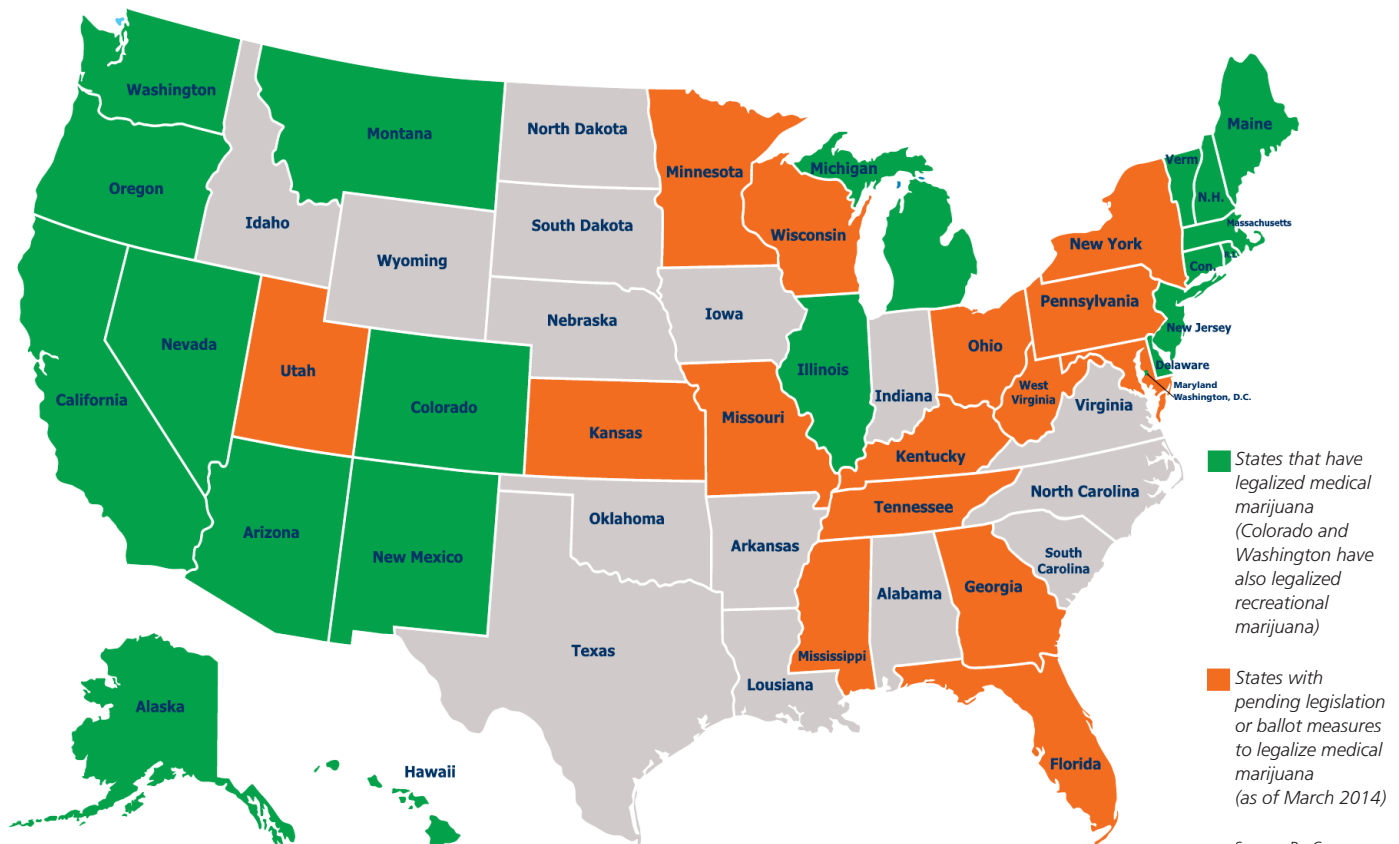 Washington
Montana
North Dakota
Minnesota
Michigan
Maine
Verm
N.H.
Oregon
Idaho
South Dakota
Wisconsin
Massachusetts
New York
Con.
R.I.
Wyoming
Pennsylvania
Nebraska
Iowa
New Jersey
Nevada
Utah
Illinois
Ohio
Delaware
California
Colorado
Indiana
West
Virginia
Maryland
Washington, D.C.
Virginia
Kansas
Missouri
Kentucky
North Carolina
Arizona
New Mexico
Oklahoma
Arkansas
Tennessee
South
Carolina
Alabama
Georgia
Texas
Mississippi
Lousiana
Alaska
Hawaii
Florida
States that have
legalized medical
marijuana
(Colorado and
Washington have
also legalized
recreational
marijuana)
States with
pending legislation
or ballot measures
to legalize medical
marijuana
(as of March 2014)